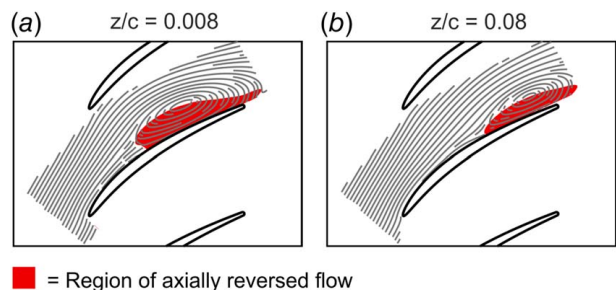 (a) z/c = 0.008
(b) z/c = 0.08
= Region of axially reversed flow